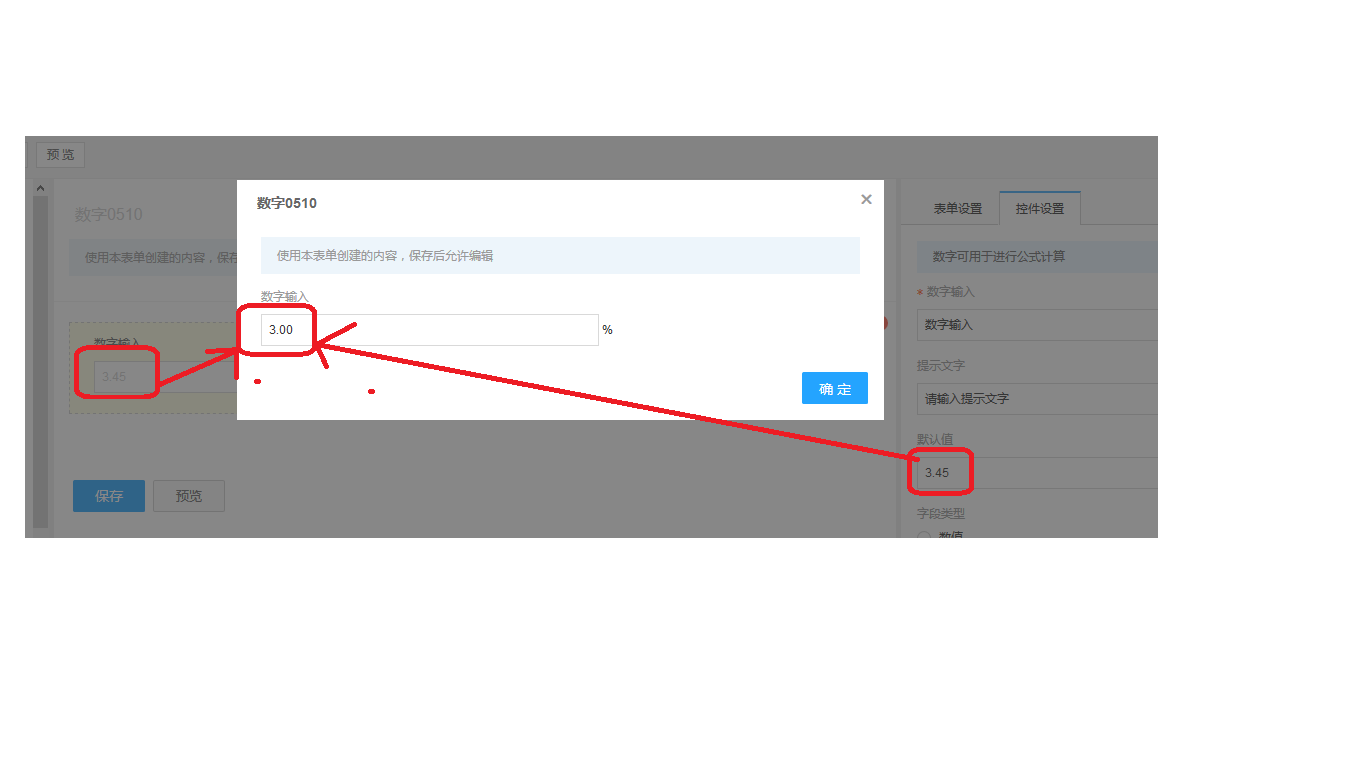 预 览
数字0510
使用本表单创建的内容，保存
数字输入
3.45
保存
预览
数字0510
使用本表单创建的内容，保存后允许编辑
数字输入
3.00 %
确 定
表单设置 控件设置
数字可用于进行公式计算
* 数字输入
数字输入
提示文字
请输入提示文字
默认值
3.45
字段类型
数值